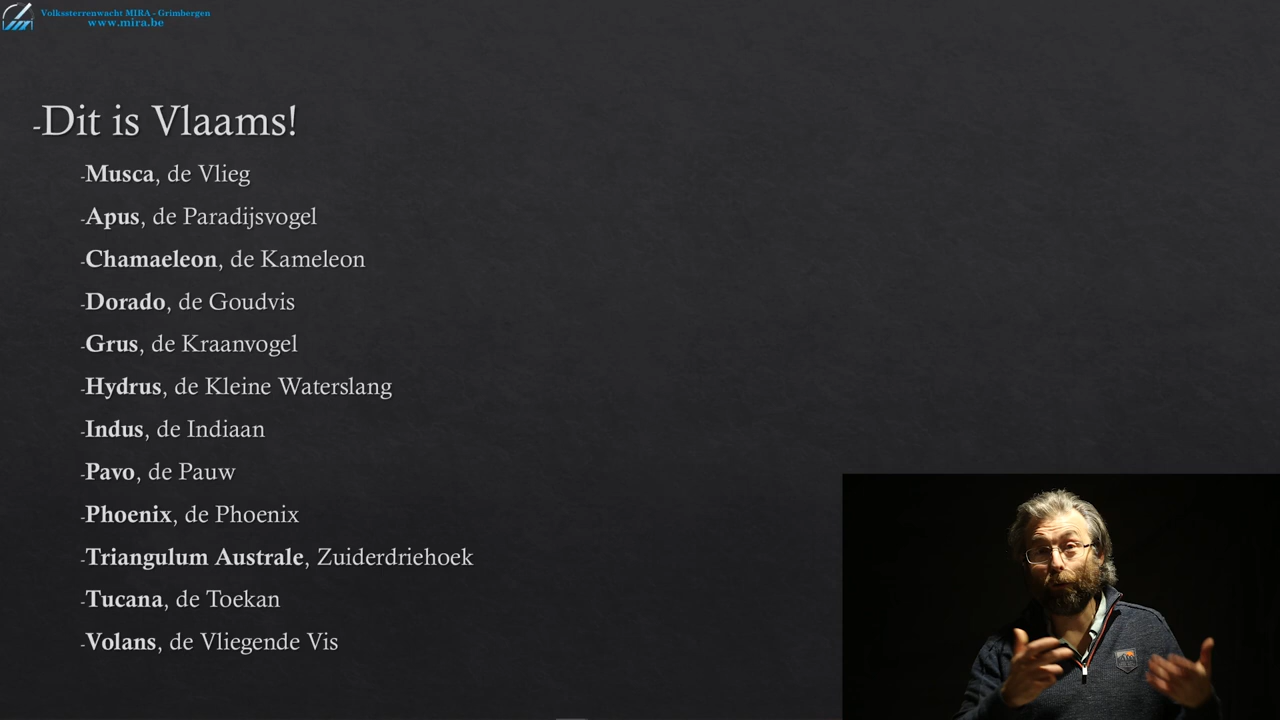 Volkssterrenwacht MIRA - Grimbergen
www.mira.be
-Dit is Vlaams!
-Musca, de Vlieg
-Apus, de Paradijsvogel
-Chamaeleon, de Kameleon
-Dorado, de Goudvis
-Grus, de Kraanvogel
-Hydrus, de Kleine Waterslang
-Indus, de Indiaan
-Pavo, de Pauw
-Phoenix, de Phoenix
-Triangulum Australe, Zuiderdriehoek
-Tucana, de Toekan
-Volans, de Vliegende Vis